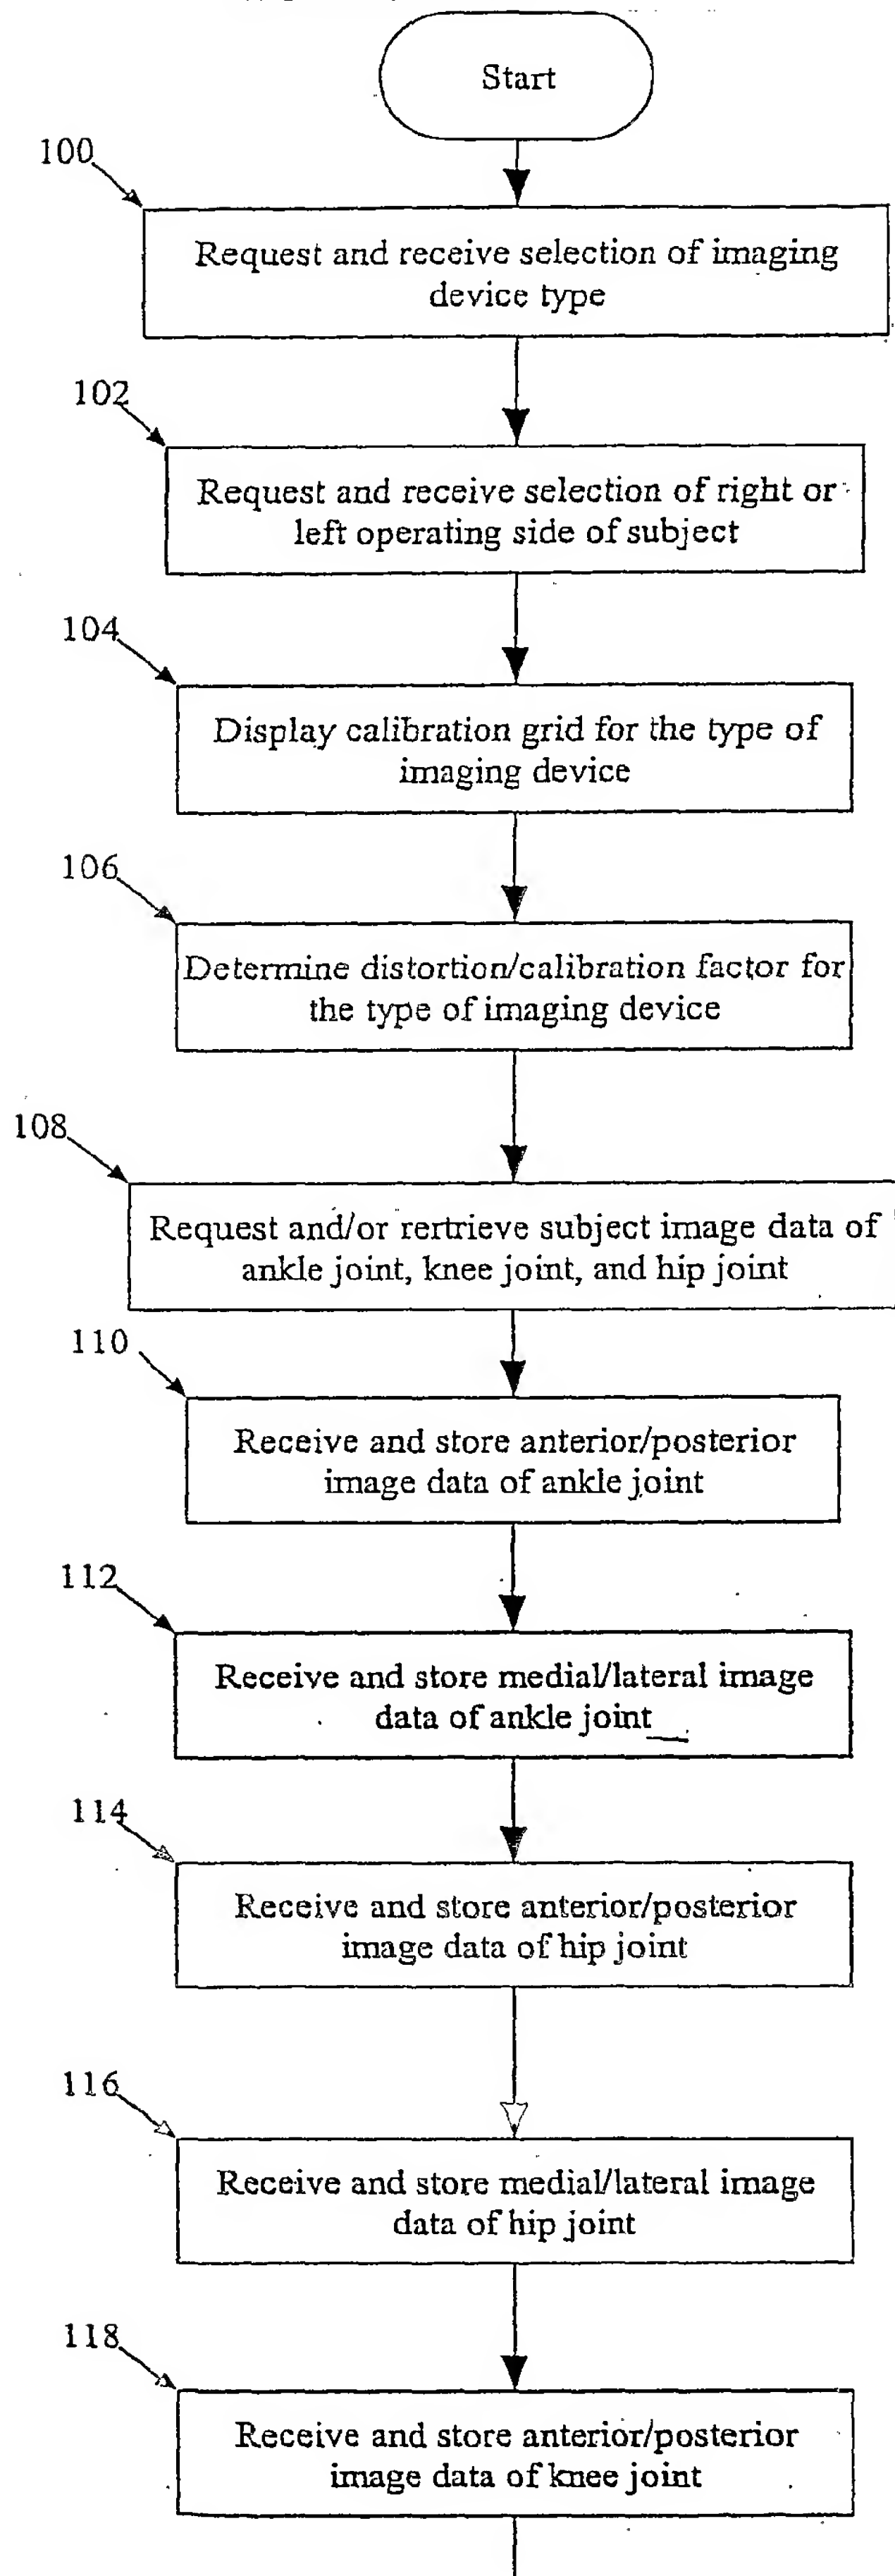 Start
100
Request and receive selection of imaging
device type
102
Request and receive selection of right or
left operating side of subject
104
Display calibration grid for the type of
imaging device
106
Determine distortion/calibration factor for
the type of imaging device
108
Request and/or rertrieve subject image data of
ankle joint, knee joint, and hip joint
110
Receive and store anterior/posterior
image data of ankle joint
112
Receive and store medial/lateral image
data of ankle joint
114
Receive and store anterior/posterior
image data of hip joint
116
Receive and store medial/lateral image
data of hip joint
118
Receive and store anterior/posterior
image data of knee joint